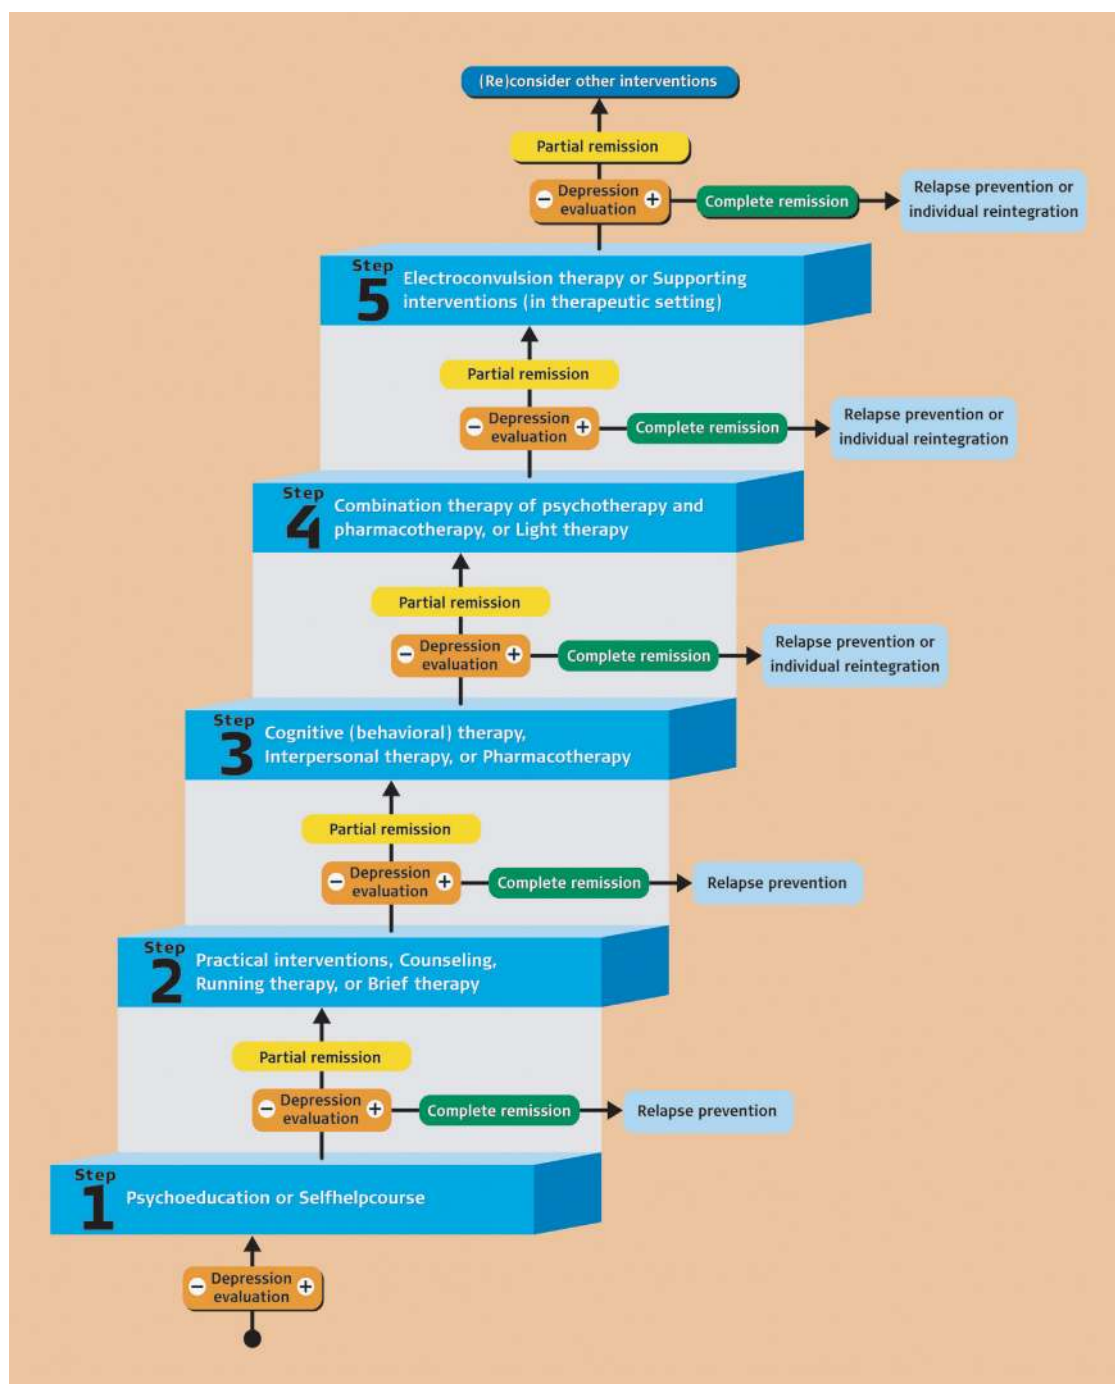 (Re)consider other interventions
Partial remission
Depression
evaluation
Complete remission
Relapse prevention or
individual reintegration
Step
5
Electroconvulsion therapy or Supporting
interventions (in therapeutic setting)
Partial remission
Depression
evaluation
Complete remission
Relapse prevention or
individual reintegration
Step
4
Combination therapy of psychotherapy and
pharmacotherapy, or Light therapy
Partial remission
Depression
evaluation
Complete remission
Relapse prevention or
individual reintegration
Step
3
Cognitive (behavioral) therapy,
Interpersonal therapy, or Pharmacotherapy
Partial remission
Depression
evaluation
Complete remission
Relapse prevention
Step
2
Practical interventions, Counseling,
Running therapy, or Brief therapy
Partial remission
Depression
evaluation
Complete remission
Relapse prevention
Step
1
Psychoeducation or Selfhelpcourse
Depression
evaluation